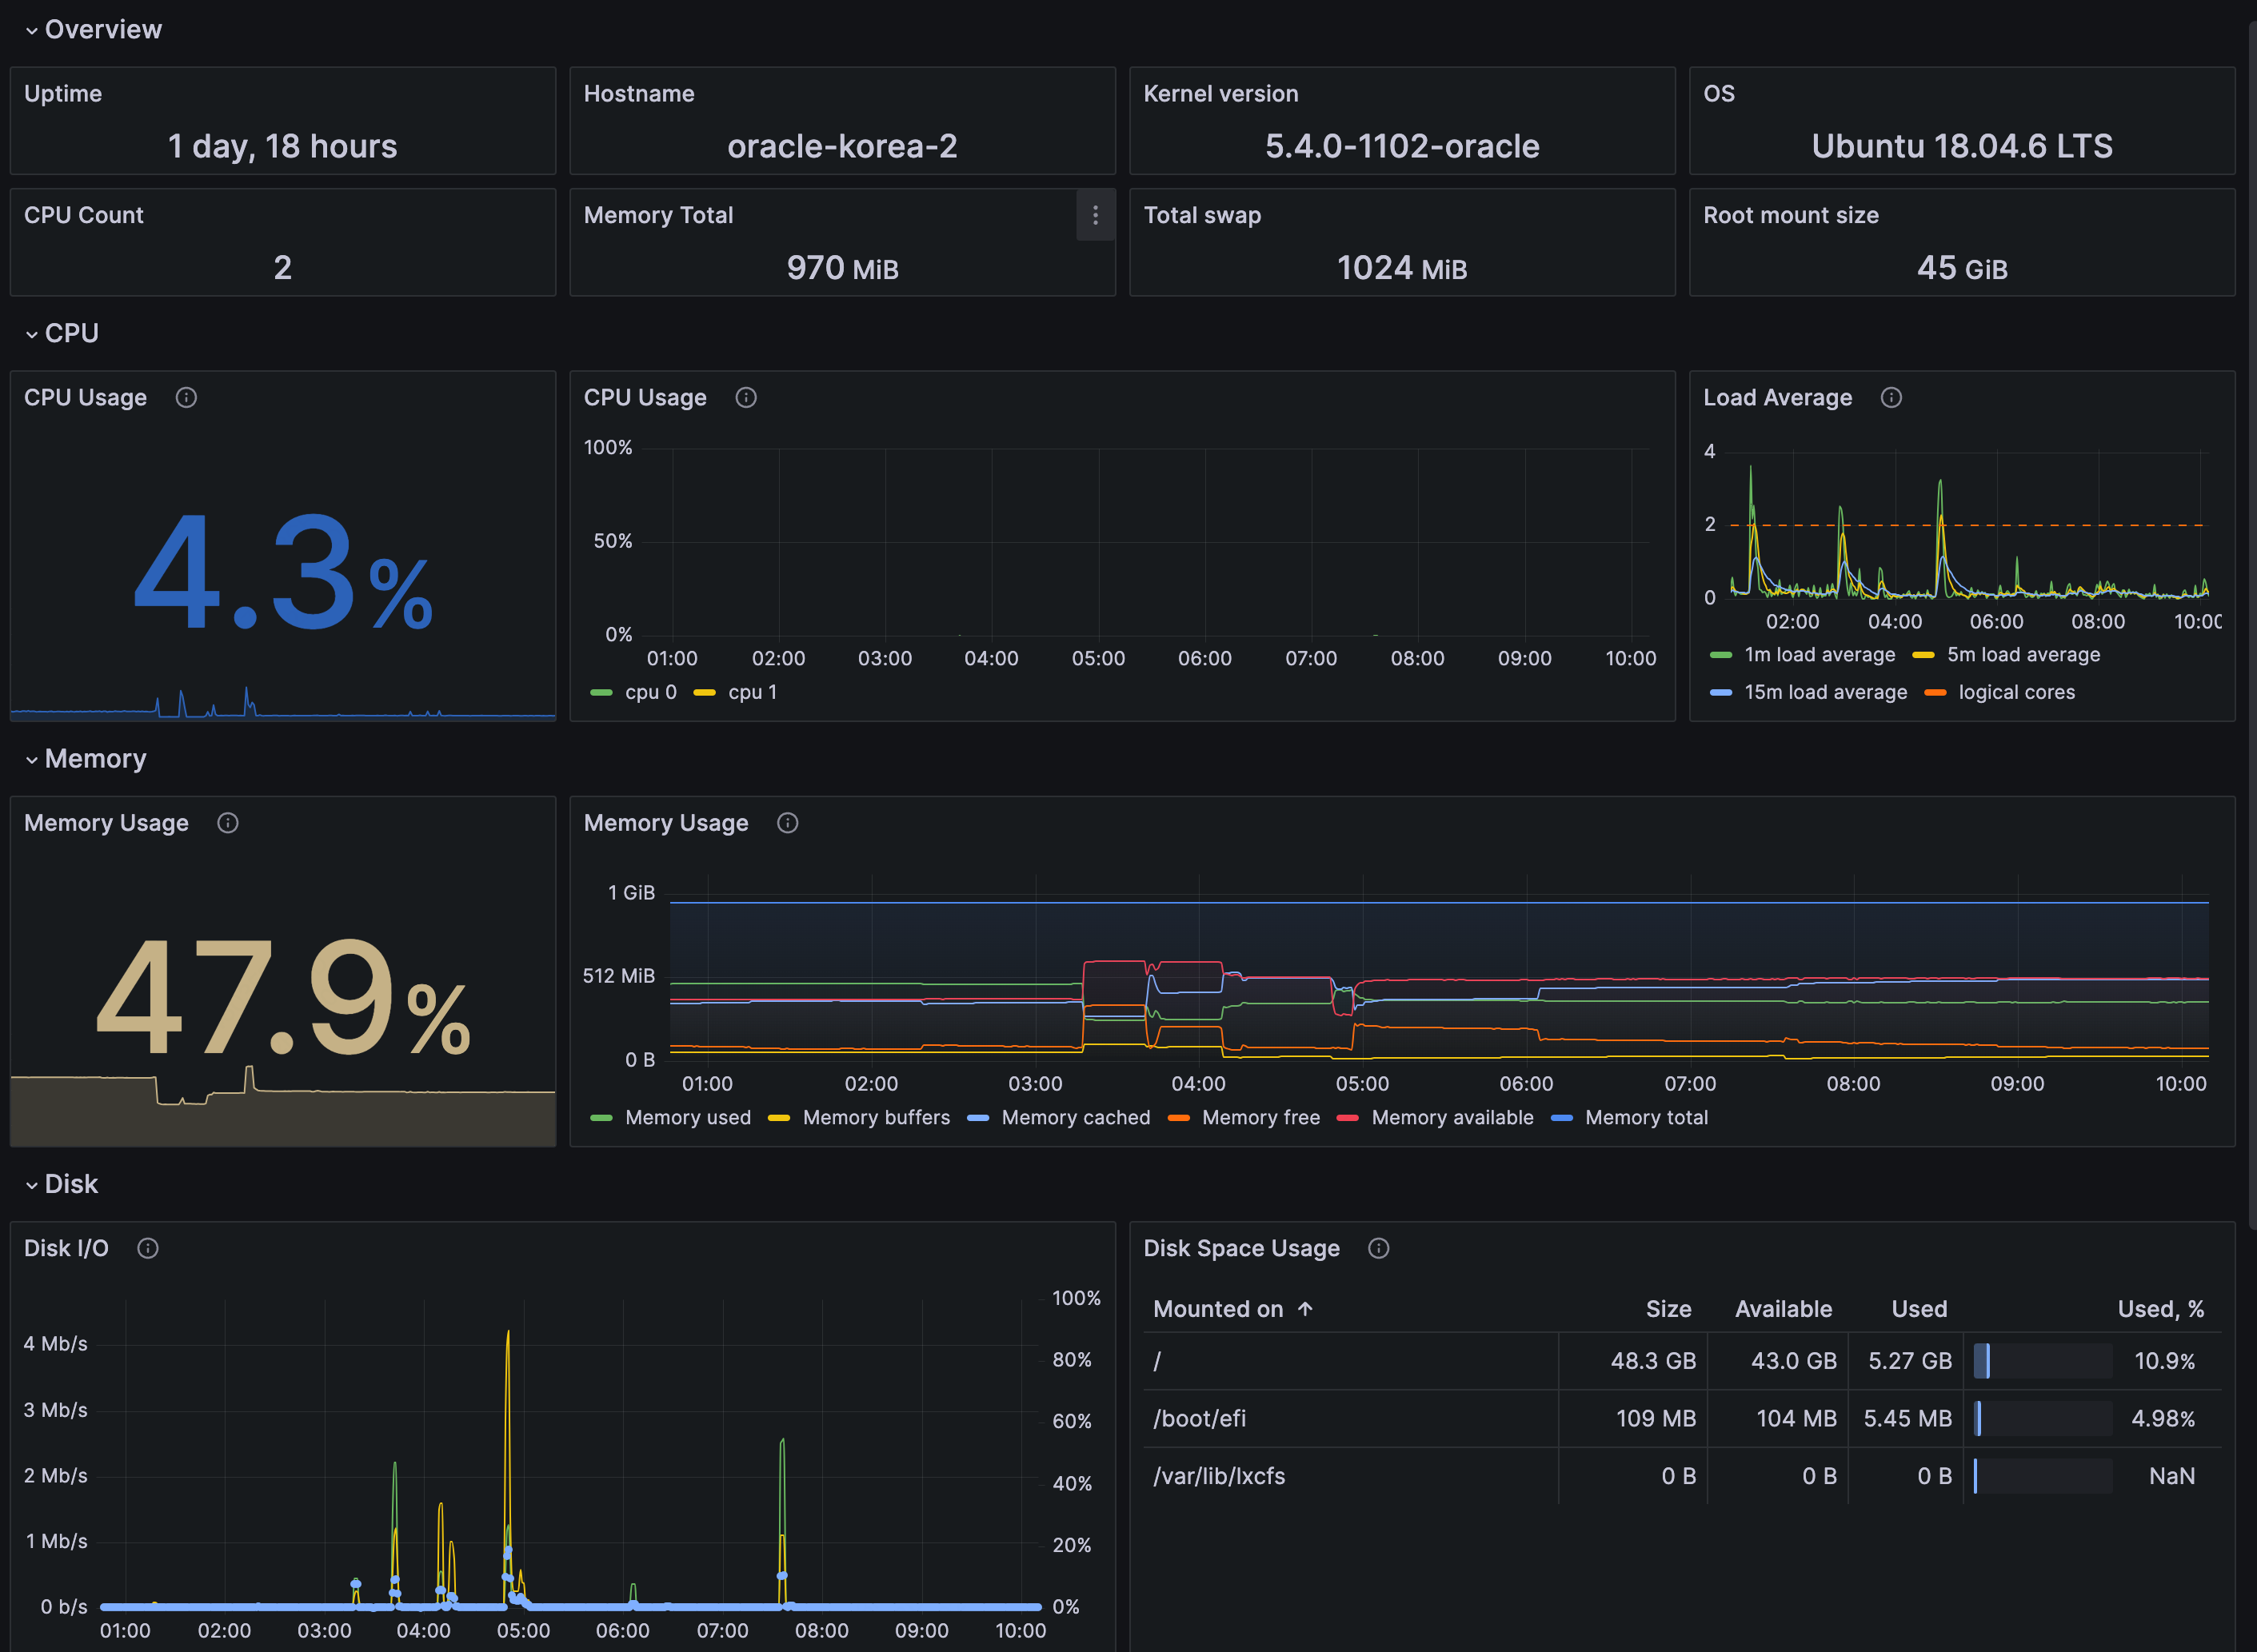 Overview
Uptime
1 day, 18 hours
Hostname
oracle-korea-2
Kernel version
5.4.0-1102-oracle
OS
Ubuntu 18.04.6 LTS
CPU Count
2
Memory Total
970 MiB
Total swap
1024 MiB
Root mount size
45 GiB
CPU
CPU Usage
4.3%
CPU Usage
100%
50%
0%
01:00 02:00 03:00 04:00 05:00 06:00 07:00 08:00 09:00 10:00
cpu 0 cpu 1
Load Average
4
2
0
02:00 04:00 06:00 08:00 10:00
1m load average 5m load average
15m load average logical cores
Memory
Memory Usage
47.9%
Memory Usage
1 GiB
512 MiB
0 B
01:00 02:00 03:00 04:00 05:00 06:00 07:00 08:00 09:00 10:00
Memory used Memory buffers Memory cached Memory free Memory available Memory total
Disk
Disk I/O
4 Mb/s
3 Mb/s
2 Mb/s
1 Mb/s
0 b/s
100%
80%
60%
40%
20%
0%
01:00 02:00 03:00 04:00 05:00 06:00 07:00 08:00 09:00 10:00
Disk Space Usage
Mounted on Size Available Used Used, %
/ 48.3 GB 43.0 GB 5.27 GB 10.9%
/boot/efi 109 MB 104 MB 5.45 MB 4.98%
/var/lib/lxcfs 0 B 0 B 0 B NaN